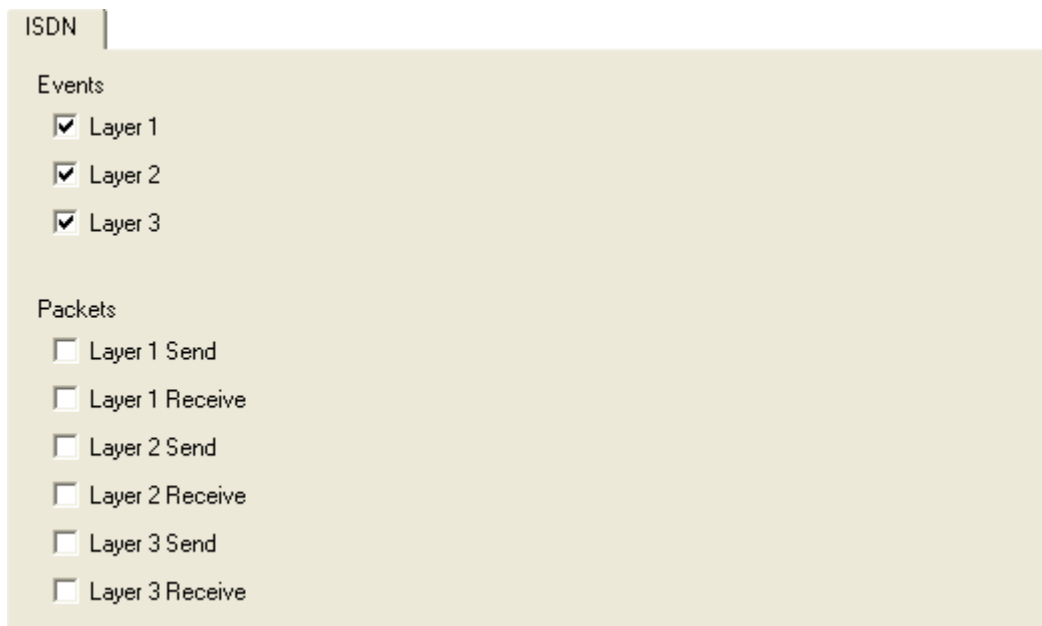 ISDN
Events
Layer 1
Layer 2
Layer 3
Packets
Layer 1 Send
Layer 1 Receive
Layer 2 Send
Layer 2 Receive
Layer 3 Send
Layer 3 Receive